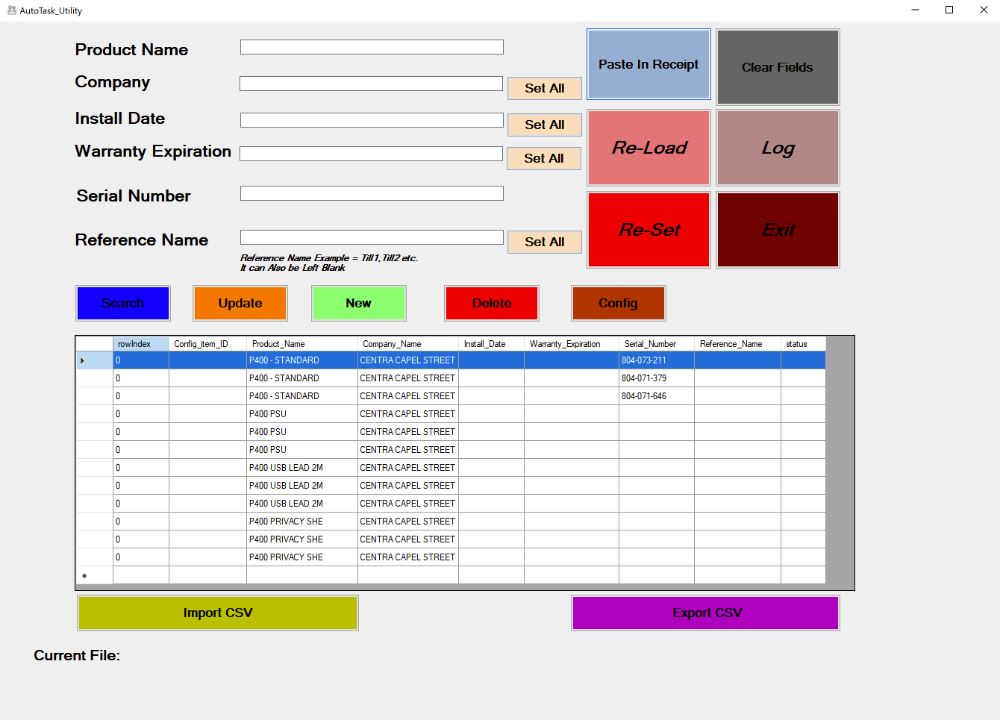 AutoTask_Utility
Product Name
Company
Set All
Install Date
Set All
Warranty Expiration
Set All
Serial Number
Reference Name
Set All
Reference Name Example = Till1,Till2 etc.
It can Also be Left Blank
Paste In Receipt
Clear Fields
Re-Load
Log
Re-Set
Exit
Search
Update
New
Delete
Config
rowIndex Config_item_ID Product_Name Company_Name Install_Date Warranty_Expiration Serial_Number Reference_Name status
0 P400 - STANDARD CENTRA CAPEL STREET 804-073-211
0 P400 - STANDARD CENTRA CAPEL STREET 804-071-379
0 P400 - STANDARD CENTRA CAPEL STREET 804-071-646
0 P400 PSU CENTRA CAPEL STREET
0 P400 PSU CENTRA CAPEL STREET
0 P400 PSU CENTRA CAPEL STREET
0 P400 USB LEAD 2M CENTRA CAPEL STREET
0 P400 USB LEAD 2M CENTRA CAPEL STREET
0 P400 USB LEAD 2M CENTRA CAPEL STREET
0 P400 PRIVACY SHE CENTRA CAPEL STREET
0 P400 PRIVACY SHE CENTRA CAPEL STREET
0 P400 PRIVACY SHE CENTRA CAPEL STREET
Import CSV
Export CSV
Current File: